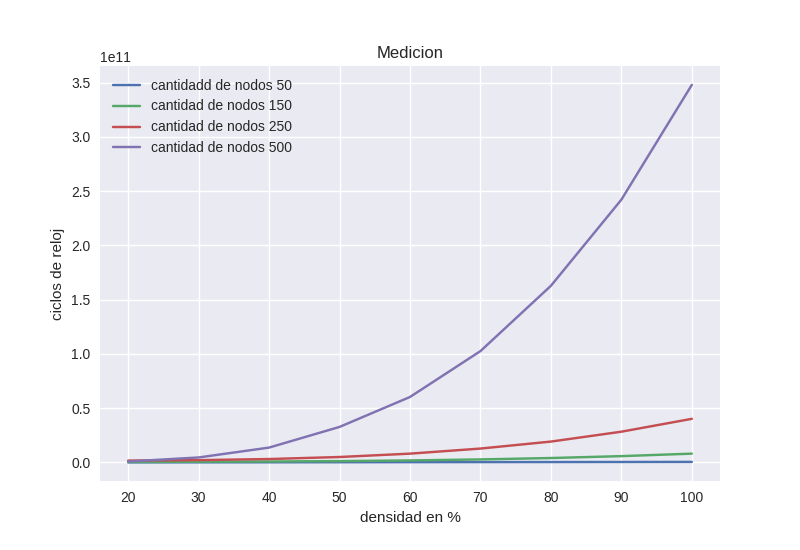 Medicion
1e11
cantidadd de nodos 50
cantidad de nodos 150
cantidad de nodos 250
cantidad de nodos 500
ciclos de reloj
3.5
3.0
2.5
2.0
1.5
1.0
0.5
0.0
20 30 40 50 60 70 80 90 100
densidad en %